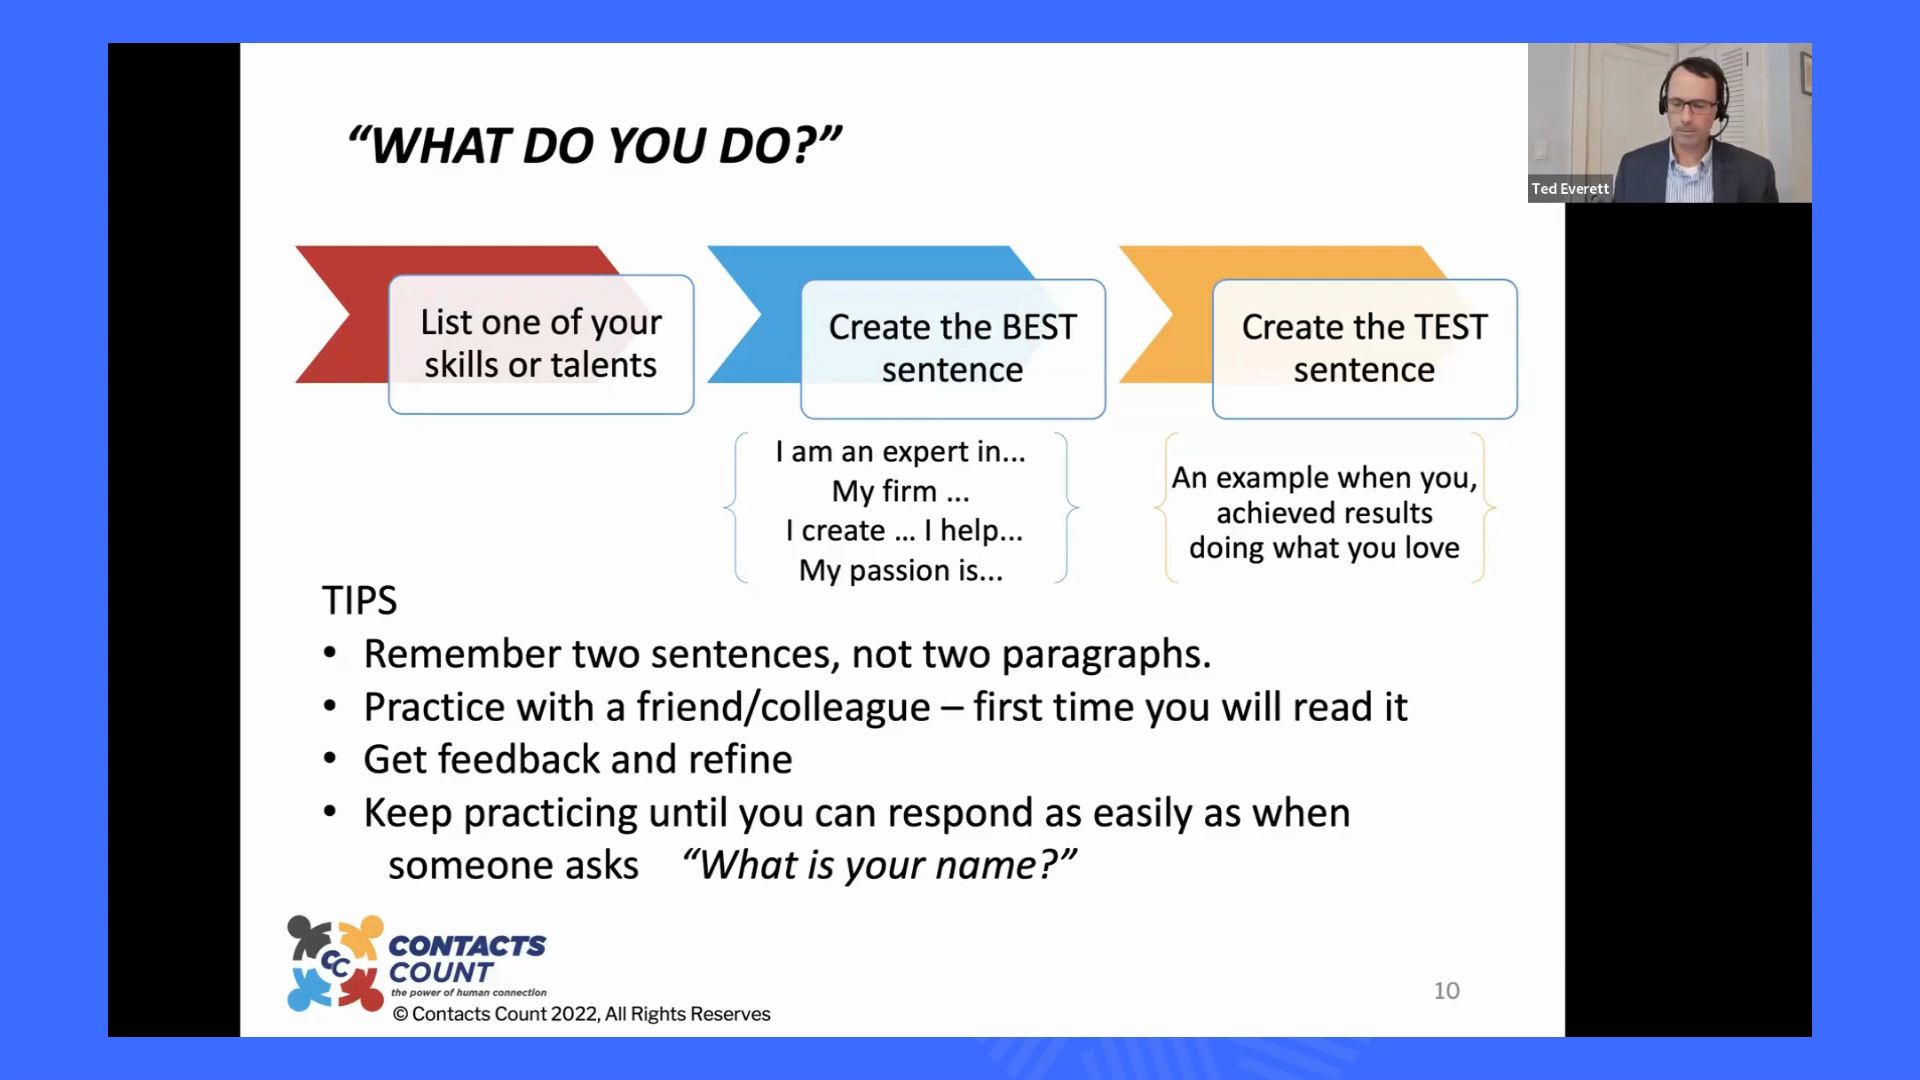 “WHAT DO YOU DO?”
Ted Everett
List one of your
skills or talents
Create the BEST
sentence
Create the TEST
sentence
I am an expert in...
My firm ...
I create ... I help...
My passion is...
An example when you,
achieved results
doing what you love
TIPS
• Remember two sentences, not two paragraphs.
• Practice with a friend/colleague – first time you will read it
• Get feedback and refine
• Keep practicing until you can respond as easily as when
someone asks “What is your name?”
CC
CONTACTS
COUNT
the power of human connection
© Contacts Count 2022, All Rights Reserves
10